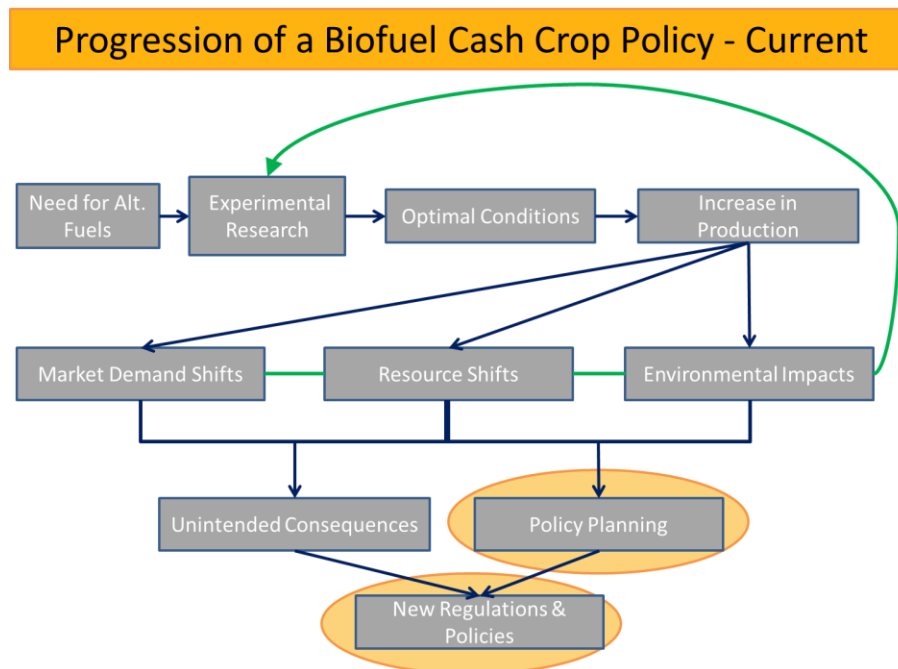 Progression of a Biofuel Cash Crop Policy - Current
Need for Alt.
Fuels
Experimental
Research
Optimal Conditions
Increase in
Production
Market Demand Shifts
Resource Shifts
Environmental Impacts
Unintended Consequences
Policy Planning
New Regulations &
Policies